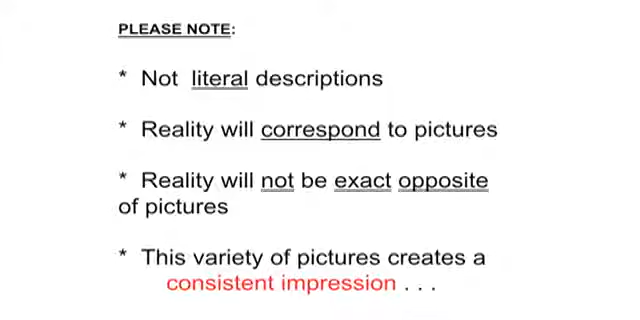 PLEASE NOTE:
* Not literal descriptions
* Reality will correspond to pictures
* Reality will not be exact opposite
of pictures
* This variety of pictures creates a
consistent impression . . .